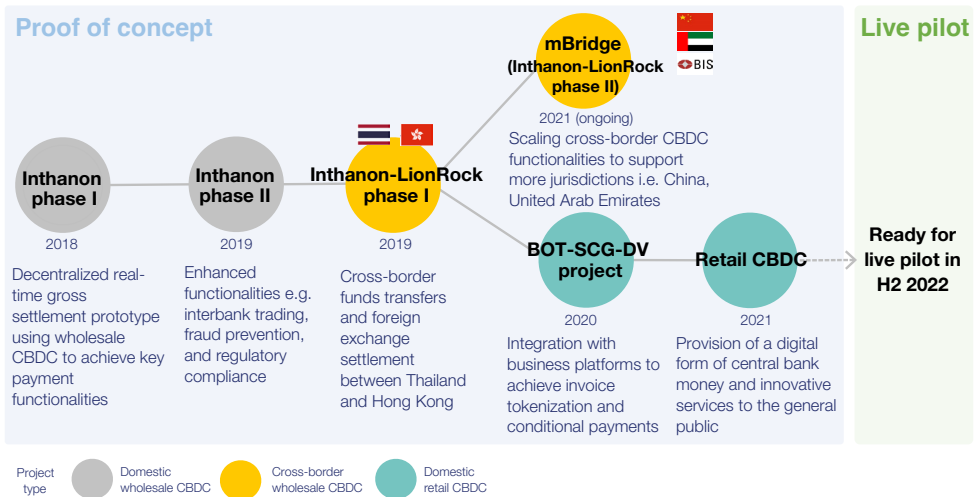 Proof of concept
Live pilot
Inthanon
phase I
2018
Decentralized real-
time gross
settlement prototype
using wholesale
CBDC to achieve key
payment
functionalities
Inthanon
phase II
2019
Enhanced
functionalities e.g.
interbank trading,
fraud prevention,
and regulatory
compliance
Inthanon-LionRock
phase I
2019
Cross-border
funds transfers
and foreign
exchange
settlement
between Thailand
and Hong Kong
mBridge
(Inthanon-LionRock
phase II)
BIS
2021 (ongoing)
Scaling cross-border CBDC
functionalities to support
more jurisdictions i.e. China,
United Arab Emirates
BOT-SCG-DV
project
2020
Integration with
business platforms to
achieve invoice
tokenization and
conditional payments
Retail CBDC
2021
Provision of a digital
form of central bank
money and innovative
services to the general
public
Ready for
live pilot in
H2 2022
Project
type
Domestic
wholesale CBDC
Cross-border
wholesale CBDC
Domestic
retail CBDC